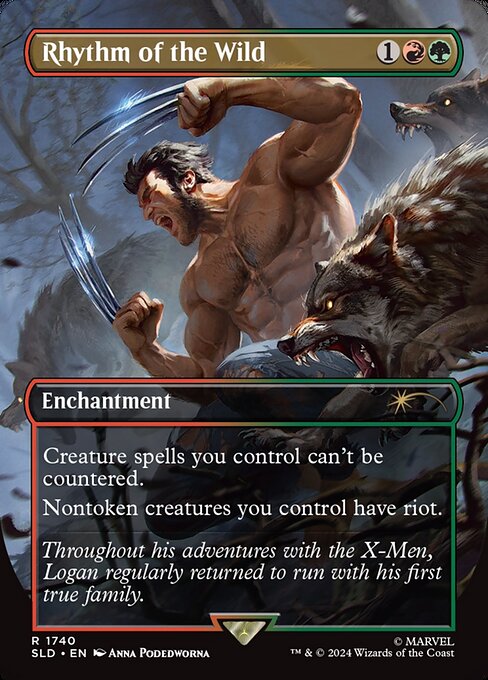 Rhythm of the Wild 1
Enchantment
Creature spells you control can't be
countered.
Nontoken creatures you control have riot.
Throughout his adventures with the X-Men,
Logan regularly returned to run with his first
true family.
R 1740
SLD • EN Anna Podedworna
© MARVEL
™ & © 2024 Wizards of the Coast